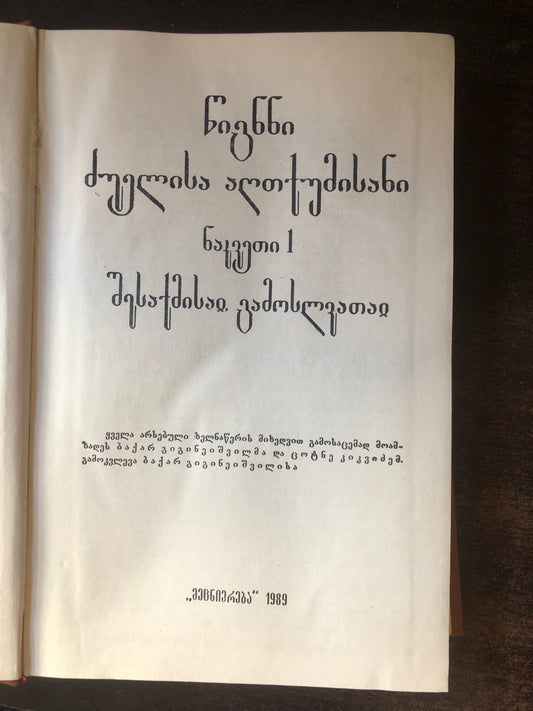 წიგნნი
ძუელისა აღთქუმისანი
ნაკვეთი 1
შესაქმისაჲ, გამოსლვათაჲ
ყველა არსებული ხელნაწერის მიხედვით გამოსაცემად მოამ-
ზადეს ბაქარ გიგინეიშვილმა და ცოტნე კიკვიძემ.
გამოკვლევა ბაქარ გიგინეიშვილისა
„მეცნიერება“ 1989